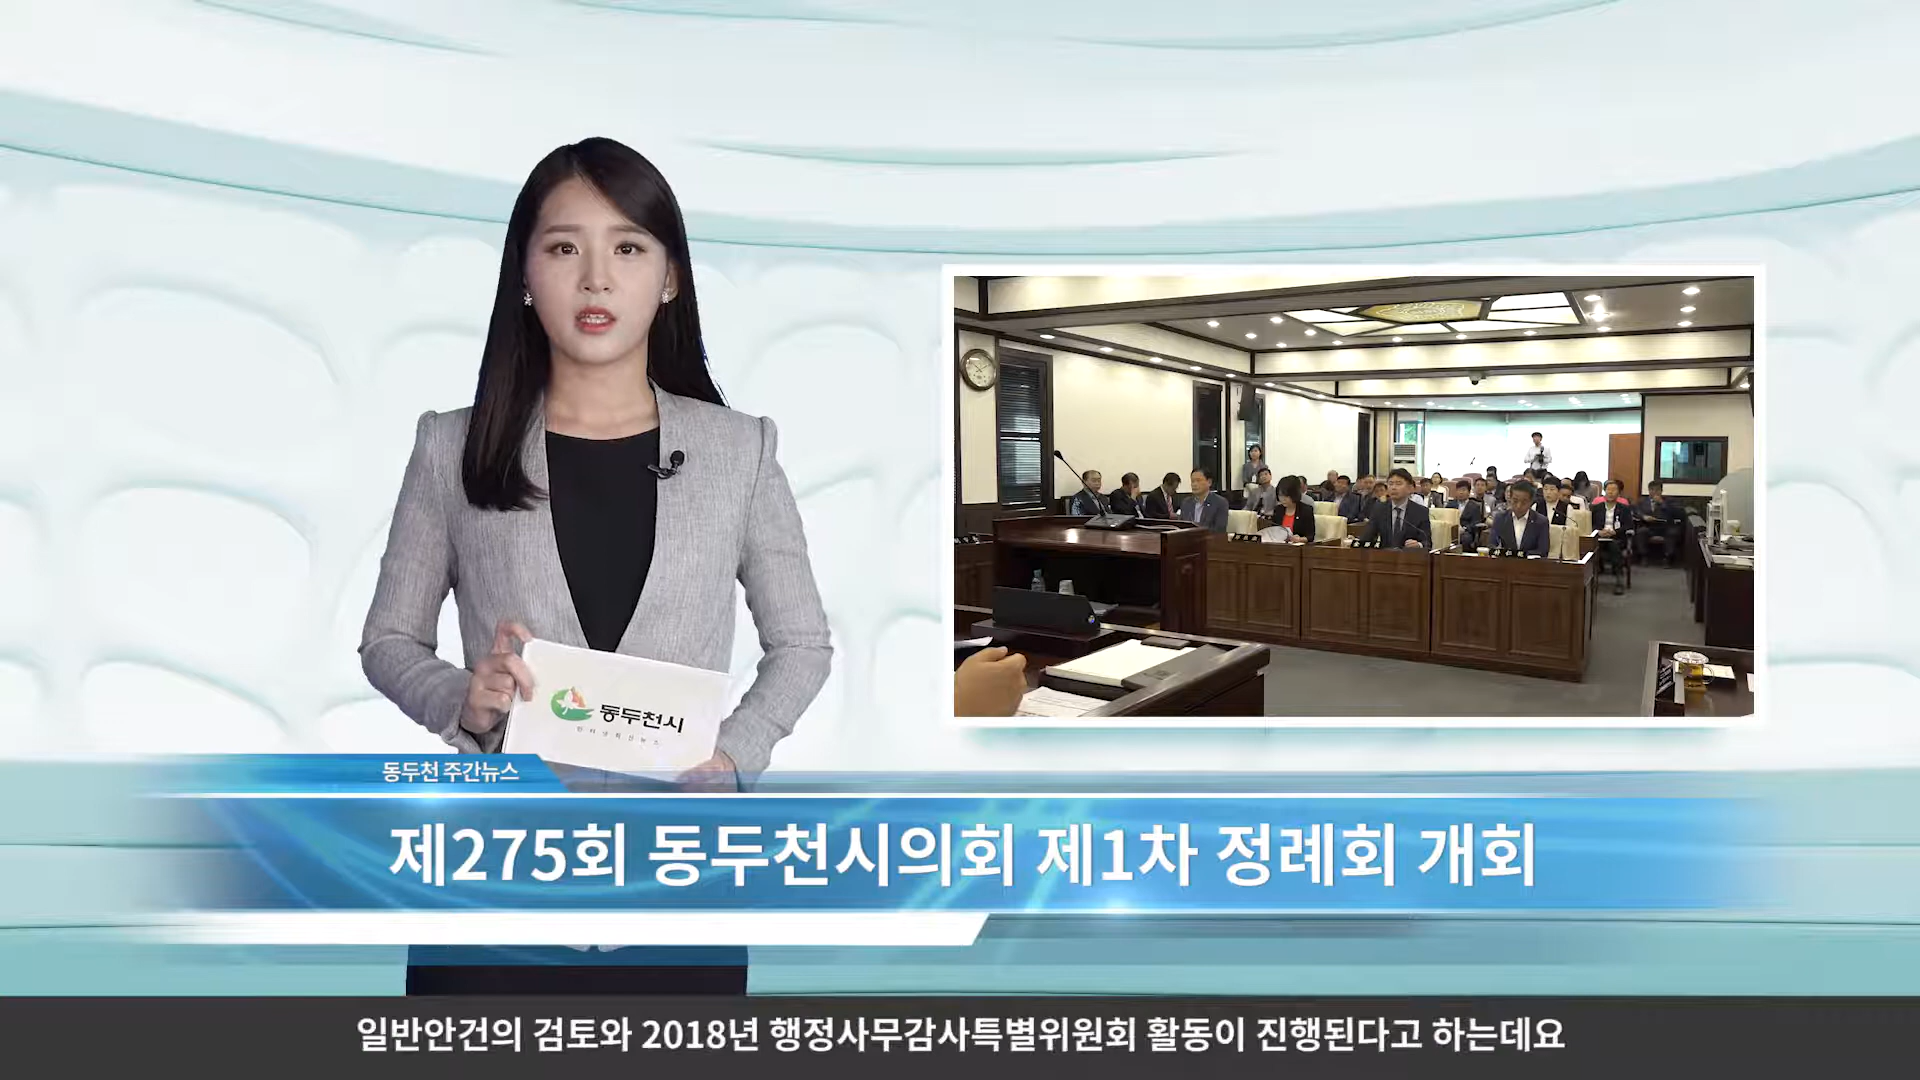 동두천시
동두천 주간뉴스
제275회 동두천시의회 제1차 정례회 개회
일반안건의 검토와 2018년 행정사무감사특별위원회 활동이 진행된다고 하는데요